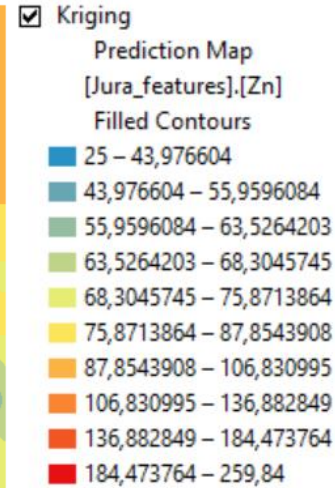 Kriging
Prediction Map
[Jura_features].[Zn]
Filled Contours
25 – 43,976604
43,976604 – 55,9596084
55,9596084 – 63,5264203
63,5264203 – 68,3045745
68,3045745 – 75,8713864
75,8713864 – 87,8543908
87,8543908 – 106,830995
106,830995 – 136,882849
136,882849 – 184,473764
184,473764 – 259,84